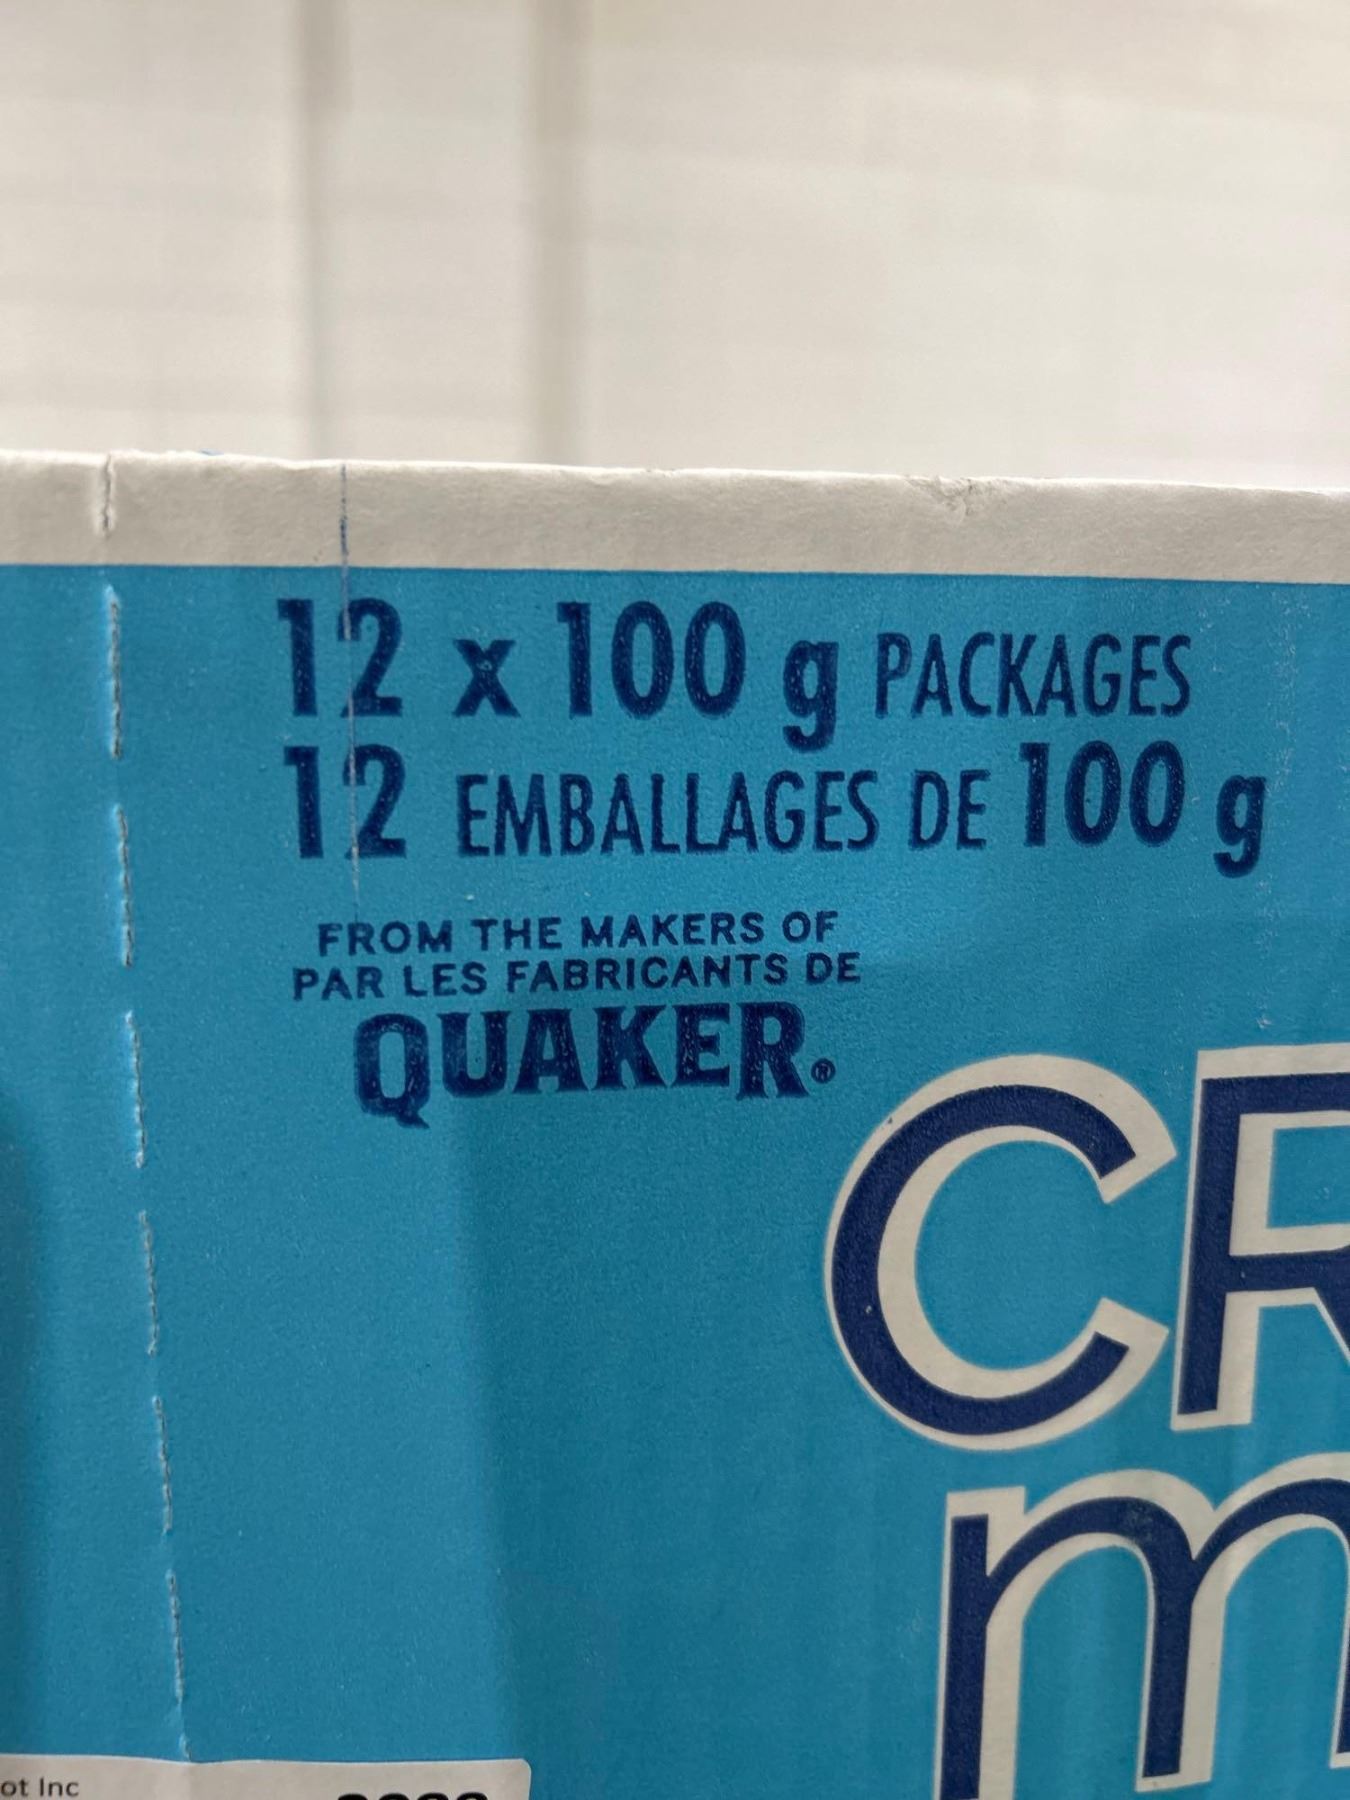 12 x 100 g PACKAGES
12 EMBALLAGES DE 100 g
FROM THE MAKERS OF
PAR LES FABRICANTS DE
QUAKER®
CR
m
ot Inc